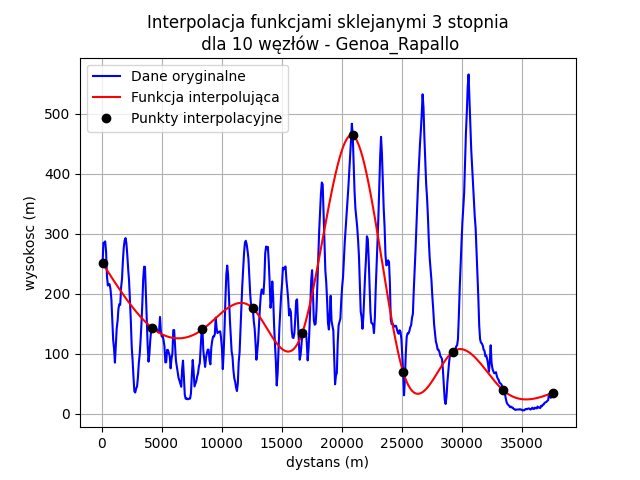 Interpolacja funkcjami sklejanymi 3 stopnia
dla 10 węzłów - Genoa_Rapallo
Dane oryginalne
Funkcja interpolująca
Punkty interpolacyjne
wysokosc (m)
500
400
300
200
100
0
0
5000
10000
15000
20000
25000
30000
35000
dystans (m)